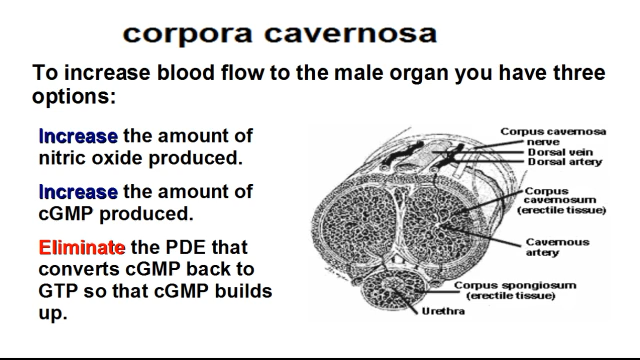 corpora cavernosa
To increase blood flow to the male organ you have three
options:
Increase the amount of
nitric oxide produced.
Increase the amount of
cGMP produced.
Eliminate the PDE that
converts cGMP back to
GTP so that cGMP builds
up.
Corpus cavernosa
nerve
Dorsal vein
Dorsal artery
Corpus
cavernosum
(erectile tissue)
Cavernous
artery
Corpus spongiosum
(erectile tissue)
Urethra